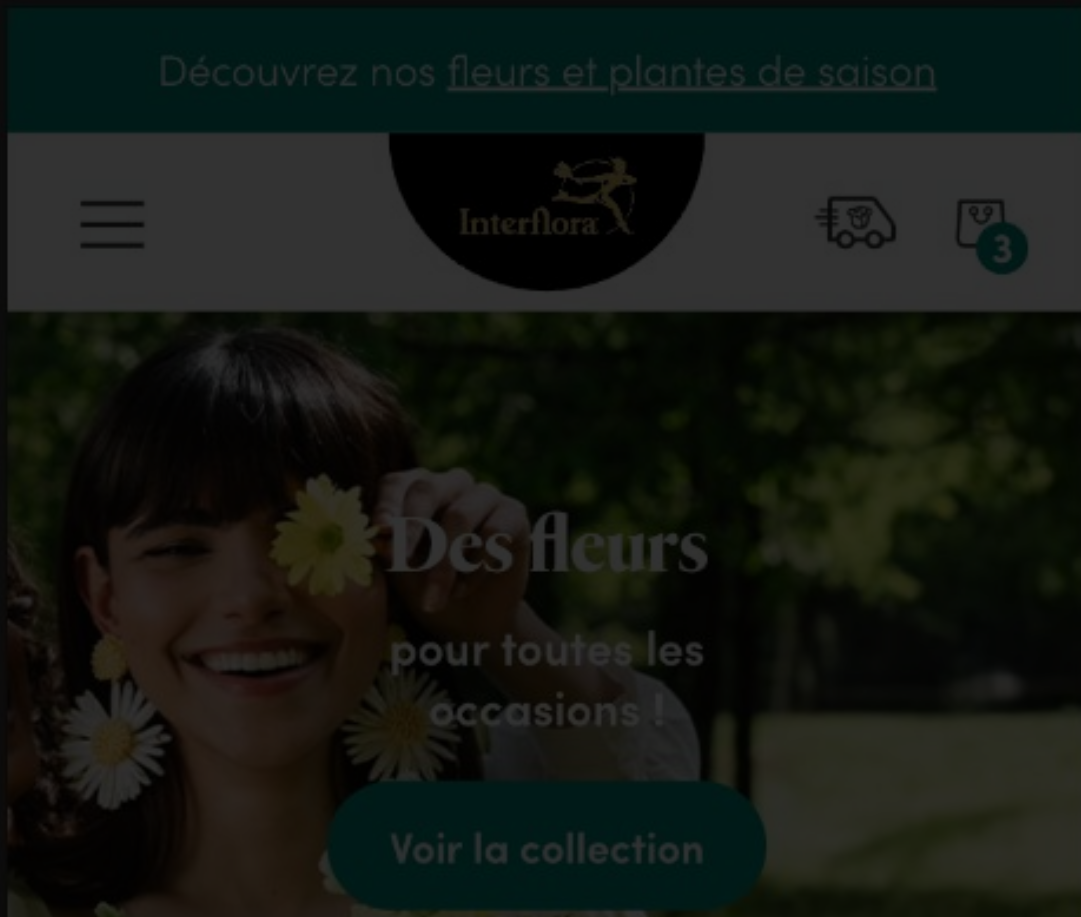 Découvrez nos fleurs et plantes de saison
Interflora
3
Des fleurs
pour toutes les
occasions !
Voir la collection